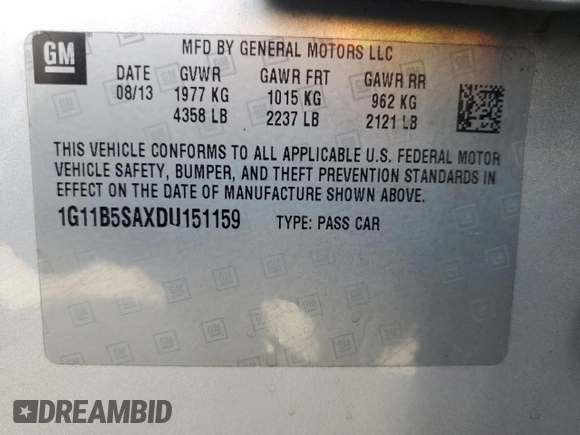 GM
MFD BY GENERAL MOTORS LLC
DATE GVWR GAWR FRT GAWR RR
08/13 1977 KG 1015 KG 962 KG
4358 LB 2237 LB 2121 LB
THIS VEHICLE CONFORMS TO ALL APPLICABLE U.S. FEDERAL MOTOR
VEHICLE SAFETY, BUMPER, AND THEFT PREVENTION STANDARDS IN
EFFECT ON THE DATE OF MANUFACTURE SHOWN ABOVE.
1G11B5SAXDU151159 TYPE: PASS CAR
DREAMBID